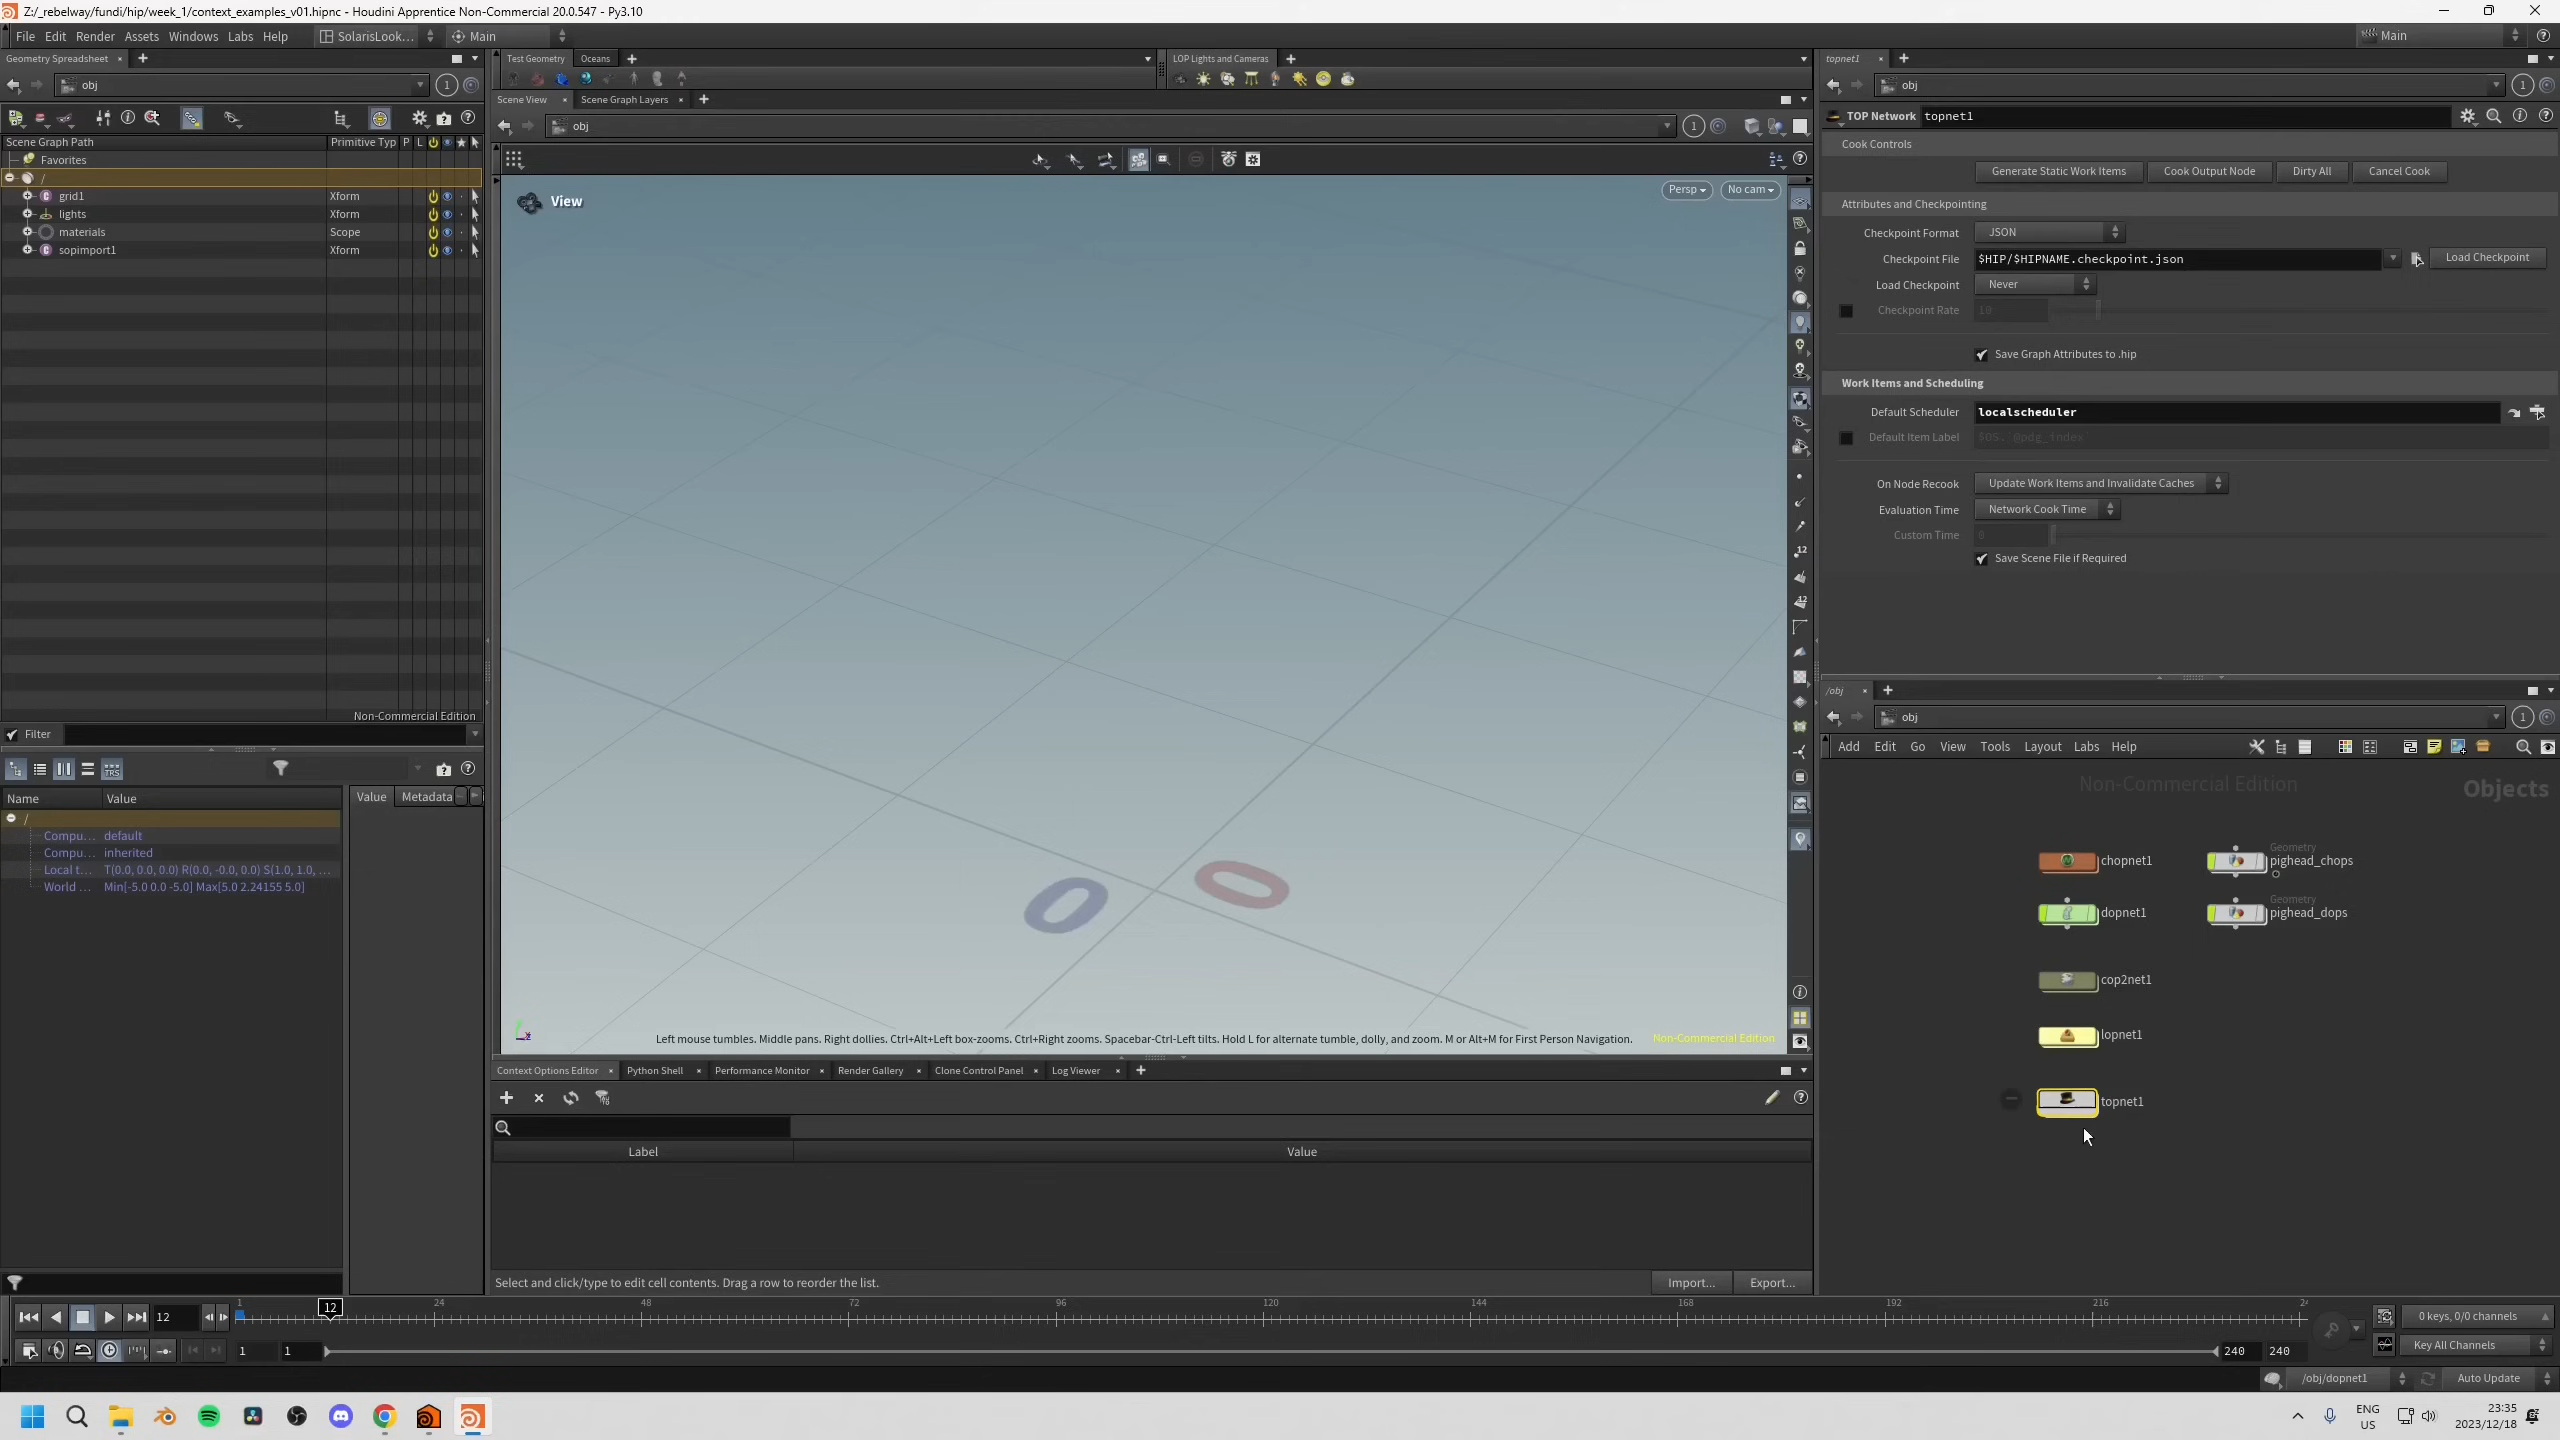 Z:/_rebelway/fundi/hip/week_1/context_examples_v01.hipnc - Houdini Apprentice Non-Commercial 20.0.547 - Py3.10
File Edit Render Assets Windows Labs Help SolarisLook... Main Main
Geometry Spreadsheet
obj
Scene Graph Path Primitive Typ P L
Favorites
/
grid1 Xform
lights Xform
materials Scope
sopimport1 Xform
Non-Commercial Edition
Filter
Name Value
/
Compu... default
Compu... inherited
Local t... T(0.0, 0.0, 0.0) R(0.0, -0.0, 0.0) S(1.0, 1.0, ...
World ... Min[-5.0 0.0 -5.0] Max[5.0 2.24155 5.0]
Value Metadata
Test Geometry Oceans
LOP Lights and Cameras
Scene View Scene Graph Layers
obj
View
Persp No cam
0 0
Left mouse tumbles. Middle pans. Right dollies. Ctrl+Alt+Left box-zooms. Ctrl+Right zooms. Spacebar-Ctrl-Left tilts. Hold L for alternate tumble, dolly, and zoom. M or Alt+M for First Person Navigation.
Non-Commercial Edition
Context Options Editor Python Shell Performance Monitor Render Gallery Clone Control Panel Log Viewer
Label Value
Select and click/type to edit cell contents. Drag a row to reorder the list.
Import... Export...
topnet1
obj
TOP Network topnet1
Cook Controls
Generate Static Work Items Cook Output Node Dirty All Cancel Cook
Attributes and Checkpointing
Checkpoint Format JSON
Checkpoint File $HIP/$HIPNAME.checkpoint.json Load Checkpoint
Load Checkpoint Never
Checkpoint Rate 10
Save Graph Attributes to .hip
Work Items and Scheduling
Default Scheduler localscheduler
Default Item Label
On Node Recook Update Work Items and Invalidate Caches
Evaluation Time Network Cook Time
Custom Time 0
Save Scene File if Required
/obj
obj
Add Edit Go View Tools Layout Labs Help
Non-Commercial Edition
Objects
chopnet1
Geometry
pighead_chops
dopnet1
Geometry
pighead_dops
cop2net1
lopnet1
topnet1
12
1 12 24 48 72 96 120 144 168 192 216
1 1 240 240
0 keys, 0/0 channels
Key All Channels
/obj/dopnet1 Auto Update
ENG
US
23:35
2023/12/18